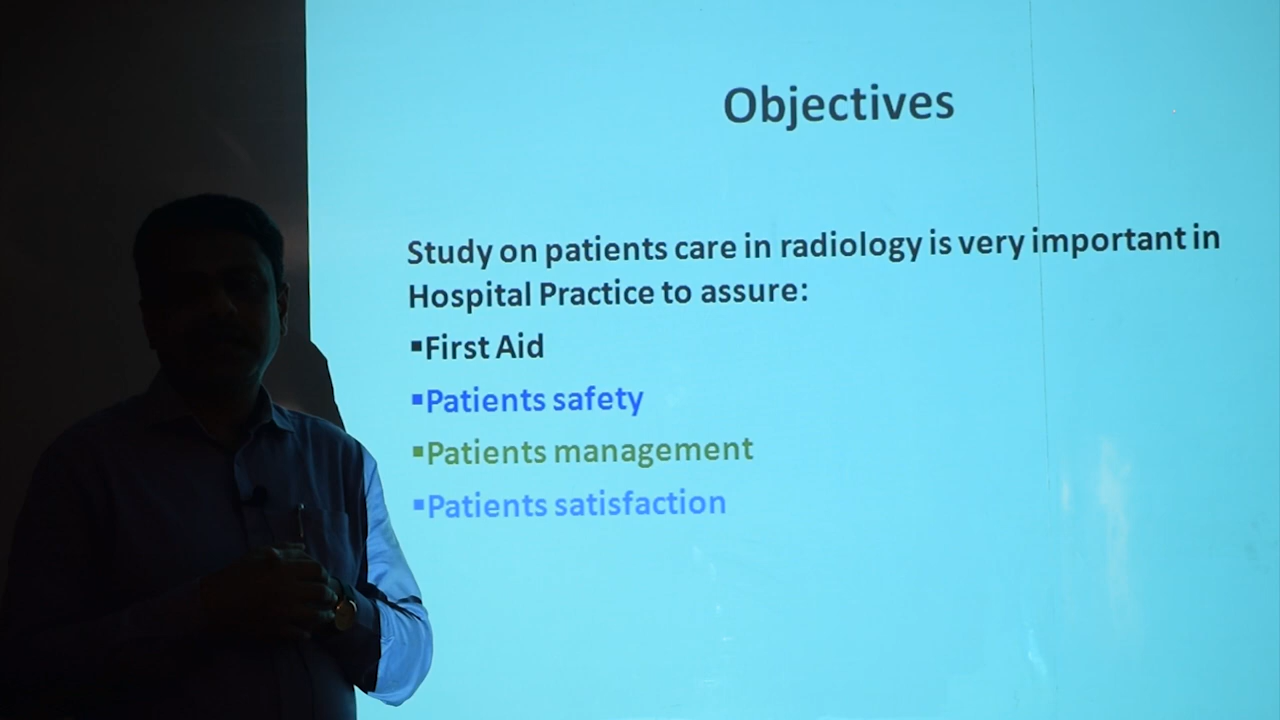 Objectives
Study on patients care in radiology is very important in
Hospital Practice to assure:
▪First Aid
▪Patients safety
▪Patients management
▪Patients satisfaction